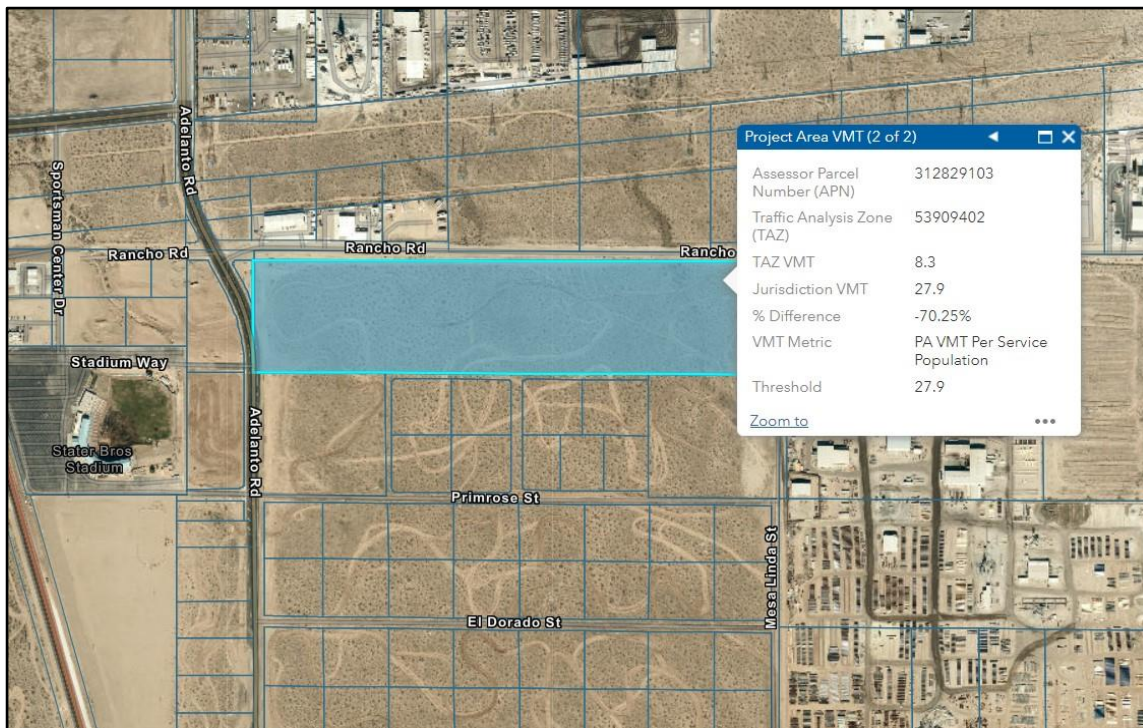 Project Area VMT (2 of 2)
Assessor Parcel Number (APN) 312829103
Traffic Analysis Zone (TAZ) 53909402
TAZ VMT 8.3
Jurisdiction VMT 27.9
% Difference -70.25%
VMT Metric PA VMT Per Service Population
Threshold 27.9
Zoom to
Adelanto Rd
Sportsman Center Dr
Rancho Rd
Rancho Rd
Rancho
Stadium Way
Stater Bros
Stadium
Adelanto Rd
Primrose St
Mesa Linda St
El Dorado St